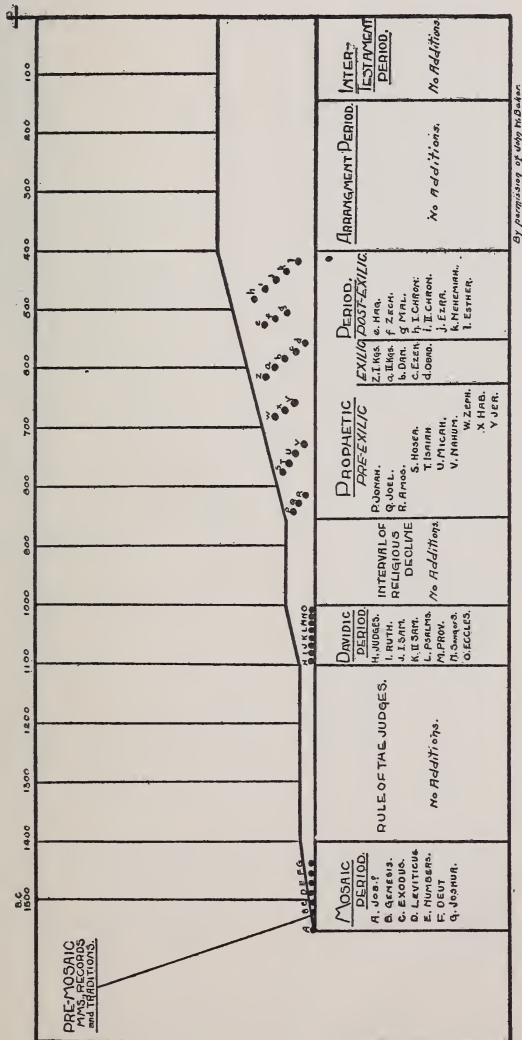 B.C.
1500 1400 1300 1200 1100 1000 900 800 700 600 500 400 300 200 100
PRE-MOSAIC
MMS, RECORDS
and TRADITIONS.
A B C D E F G
H I J K L M N O
P Q R
S T U V
Z a b c d
h i j k l
MOSAIC
PERIOD.
A. JOB.?
B. GENESIS.
C. EXODUS.
D. LEVITICUS
E. NUMBERS.
F. DEUT
G. JOSHUA.
RULE OF THE JUDGES.
No Additions.
DAVIDIC
PERIOD.
H. JUDGES.
I. RUTH.
J. I SAM.
K. II SAM.
L. PSALMS.
M. PROV.
N. Song of S.
O. ECCLES.
INTERVAL OF
RELIGIOUS
DECLINE
No Additions.
PROPHETIC PERIOD.
PRE-EXILIC
P. JONAH.
Q. JOEL.
R. AMOS.
S. HOSEA.
T. ISAIAH
U. MICAH.
V. NAHUM.
W. ZEPH.
X HAB.
Y JER.
EXILIC
Z. I. KGS.
a. II. KGS.
b. DAN.
c. EZEK.
d. OBAD.
POST-EXILIC
e. HAG.
f ZECH.
g MAL.
h. I. CHRON.
i. II. CHRON.
j. EZRA.
k. NEHEMIAH.
l. ESTHER.
ARRANGMENT PERIOD.
No Additions.
INTER-
TESTAMENT
PERIOD.
No Additions.
By permission of John